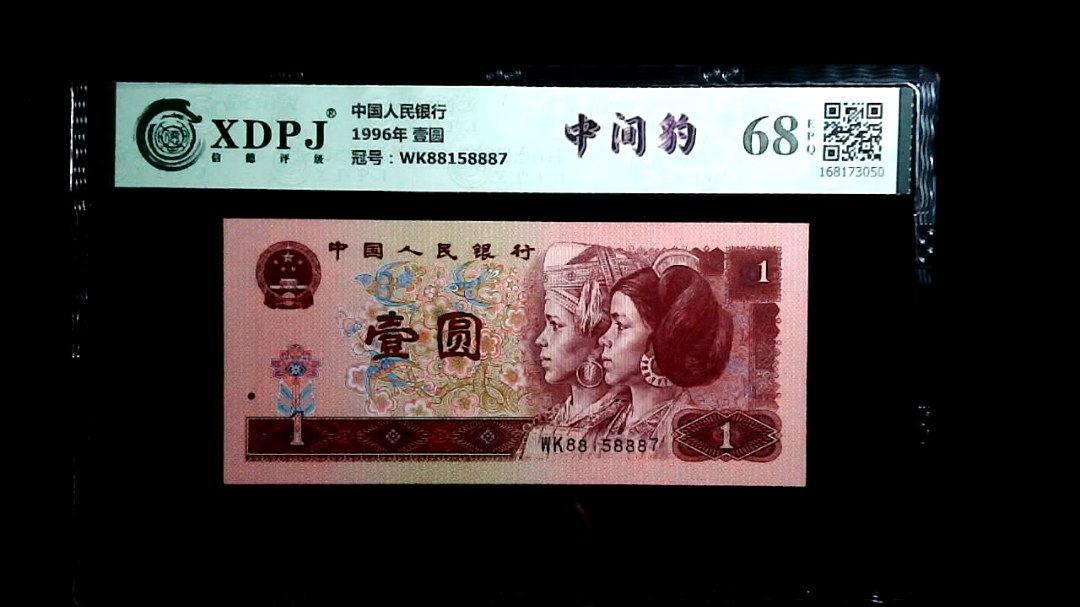 XDPJ®
信德评级
中国人民银行
1996年 壹圆
冠号：WK88158887
中间豹
68
EPQ
168173050
中国人民银行
1
壹圆
1
WK88158887
1